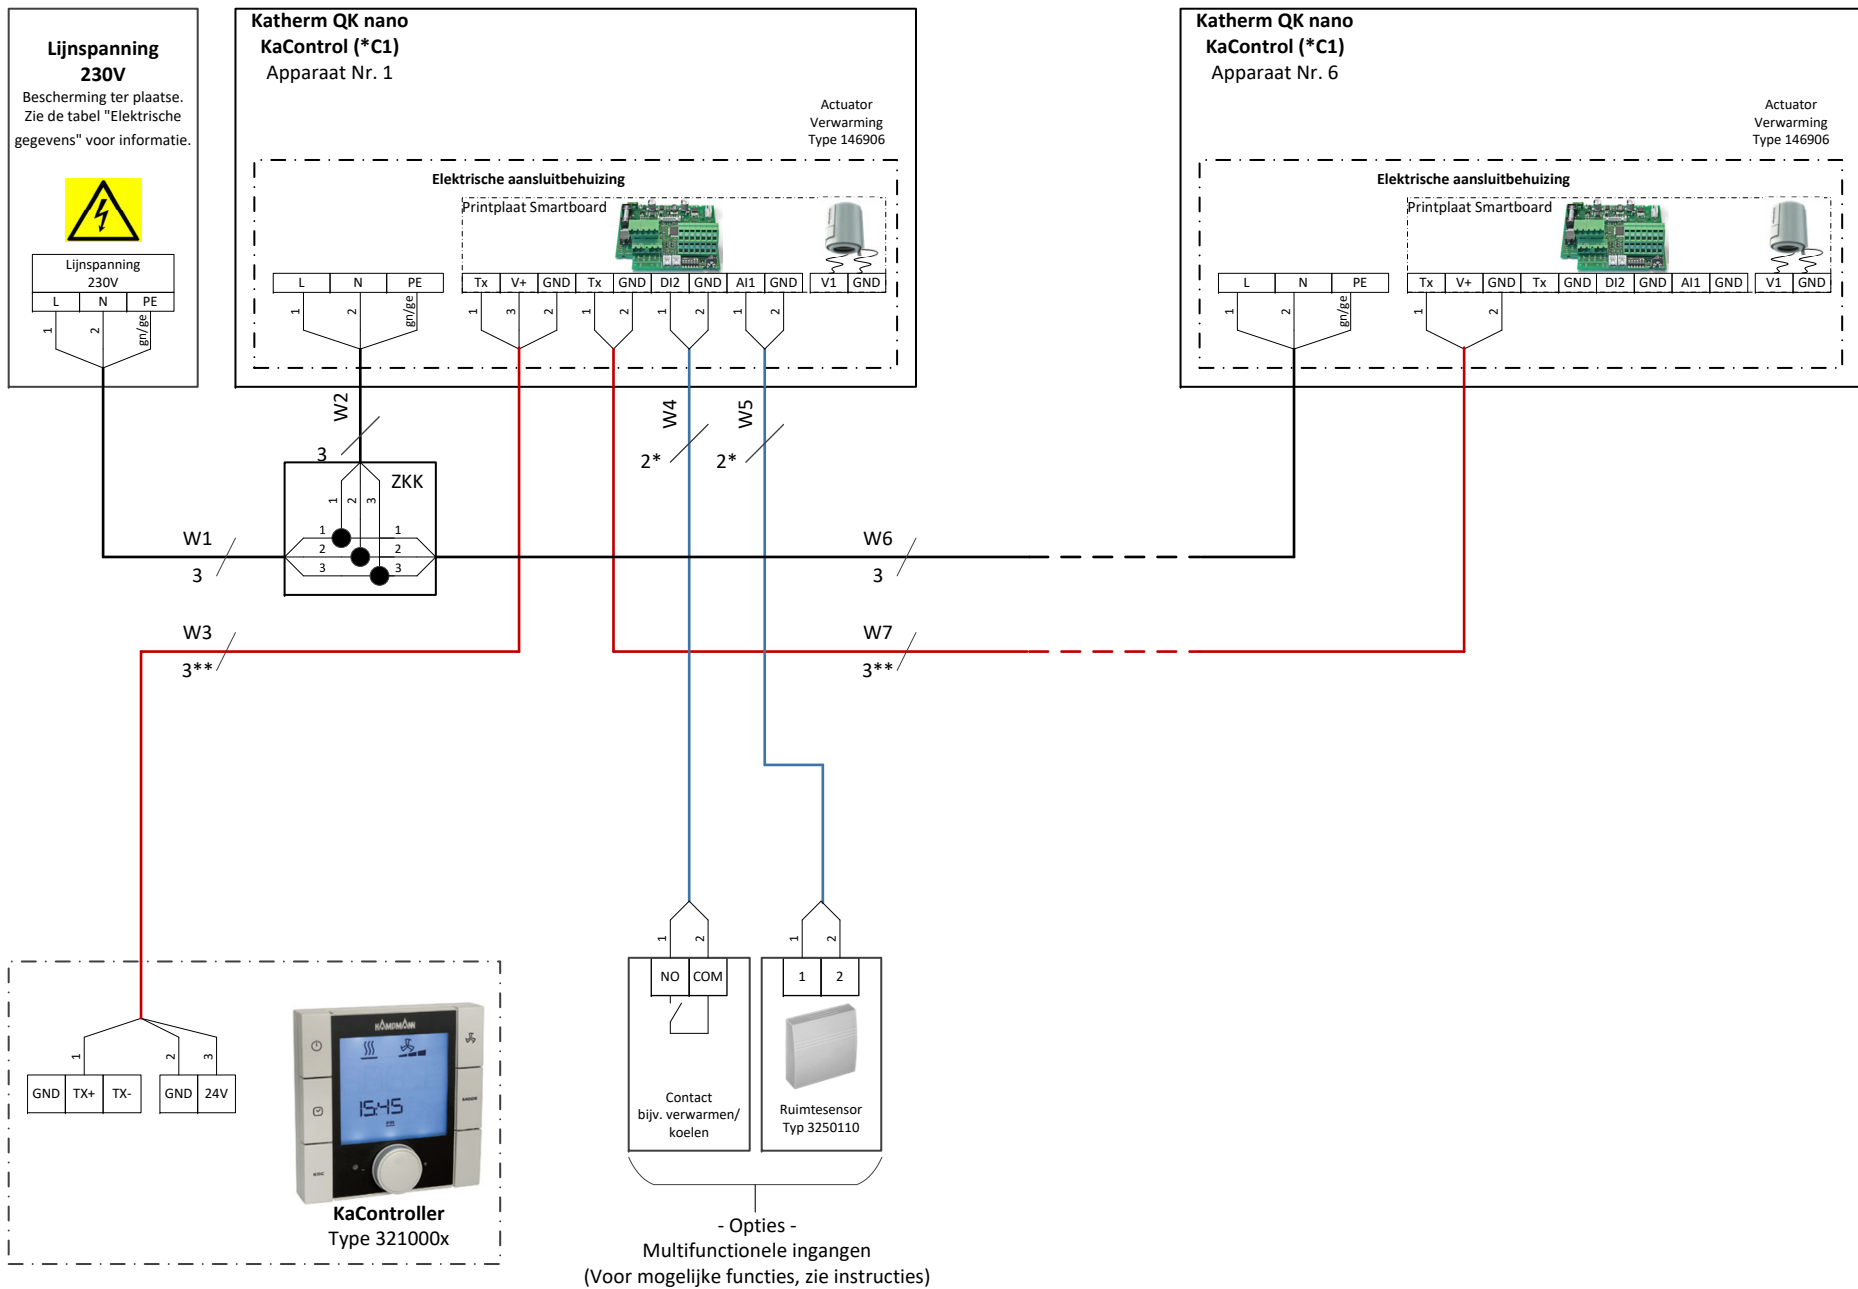 Lijnspanning
230V
Bescherming ter plaatse.
Zie de tabel "Elektrische
gegevens" voor informatie.
Lijnspanning
230V
L N PE
1 2 gn/ge
Katherm QK nano
KaControl (*C1)
Apparaat Nr. 1
Actuator
Verwarming
Type 146906
Elektrische aansluitbehuizing
Printplaat Smartboard
L N PE
1 2 gn/ge
Tx V+ GND Tx GND DI2 GND AI1 GND V1 GND
1 3 2 1 2 1 2 1 2
Katherm QK nano
KaControl (*C1)
Apparaat Nr. 6
Actuator
Verwarming
Type 146906
Elektrische aansluitbehuizing
Printplaat Smartboard
L N PE
1 2 gn/ge
Tx V+ GND Tx GND DI2 GND AI1 GND V1 GND
1 2
W2
3
W4
2*
W5
2*
ZKK
1 2 3
1 1
2 2
3 3
W1
3
W6
3
W3
3**
W7
3**
1 2 3
GND TX+ TX- GND 24V
KAMPMANN
15:45
KaController
Type 321000x
1 2
NO COM
Contact
bijv. verwarmen/
koelen
1 2
1 2
Ruimtesensor
Typ 3250110
- Opties -
Multifunctionele ingangen
(Voor mogelijke functies, zie instructies)